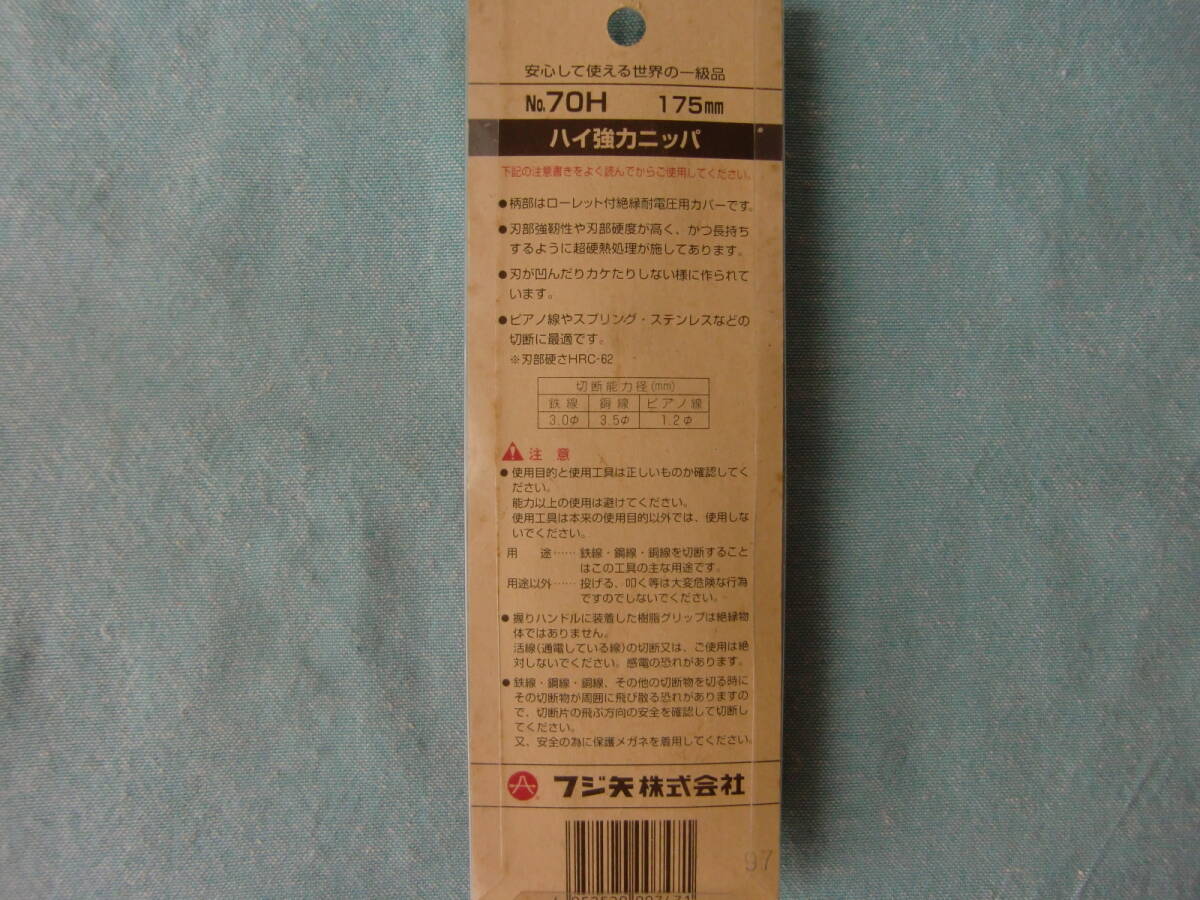 安心して使える世界の一級品
No.70H 175mm
ハイ強力ニッパ
下記の注意書きをよく読んでからご使用してください。
●柄部はローレット付絶縁耐電圧用カバーです。
●刃部強靭性や刃部硬度が高く、かつ長持ち
するように超硬熱処理が施してあります。
●刃が凹んだりカケたりしない様に作られて
います。
●ピアノ線やスプリング・ステンレスなどの
切断に最適です。
※刃部硬さHRC-62
切断能力径(mm)
鉄線 銅線 ピアノ線
3.0φ 3.5φ 1.2φ
注意
●使用目的と使用工具は正しいものか確認してく
ださい。
能力以上の使用は避けてください。
使用工具は本来の使用目的以外では、使用しな
いでください。
用途……鉄線・鋼線・銅線を切断すること
はこの工具の主な用途です。
用途以外……投げる、叩く等は大変危険な行為
ですのでしないでください。
●握りハンドルに装着した樹脂グリップは絶縁物
体ではありません。
活線(通電している線)の切断又は、ご使用は絶
対しないでください。感電の恐れがあります。
●鉄線・鋼線・銅線、その他の切断物を切る時に
その切断物が周囲に飛び散る恐れがありますの
で、切断片の飛ぶ方向の安全を確認して切断し
てください。
又、安全の為に保護メガネを着用してください。
フジ矢株式会社
97